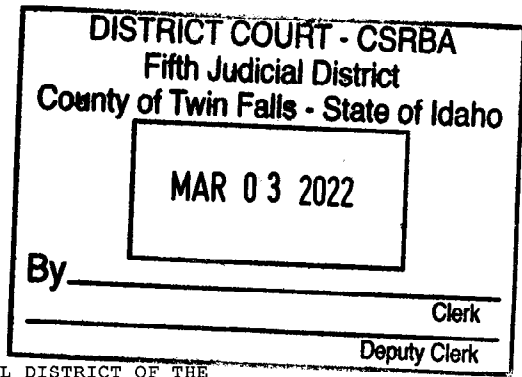 DISTRICT COURT - CSRBA
Fifth Judicial District
County of Twin Falls - State of Idaho
MAR 03 2022
By
Clerk
Deputy Clerk
L DISTRICT OF THE